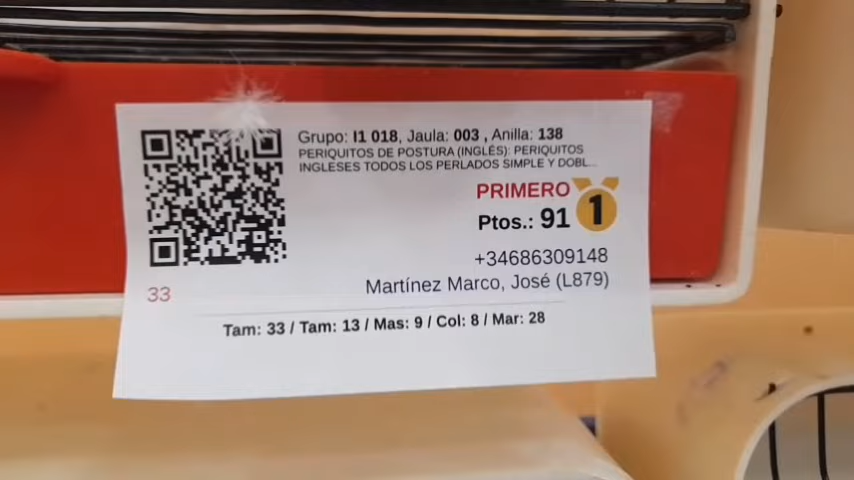 Grupo: I1 018, Jaula: 003 , Anilla: 138
PERIQUITOS DE POSTURA (INGLÉS): PERIQUITOS
INGLESES TODOS LOS PERLADOS SIMPLE Y DOBL...
PRIMERO
1
Ptos.: 91
+34686309148
33
Martínez Marco, José (L879)
Tam: 33 / Tam: 13 / Mas: 9 / Col: 8 / Mar: 28